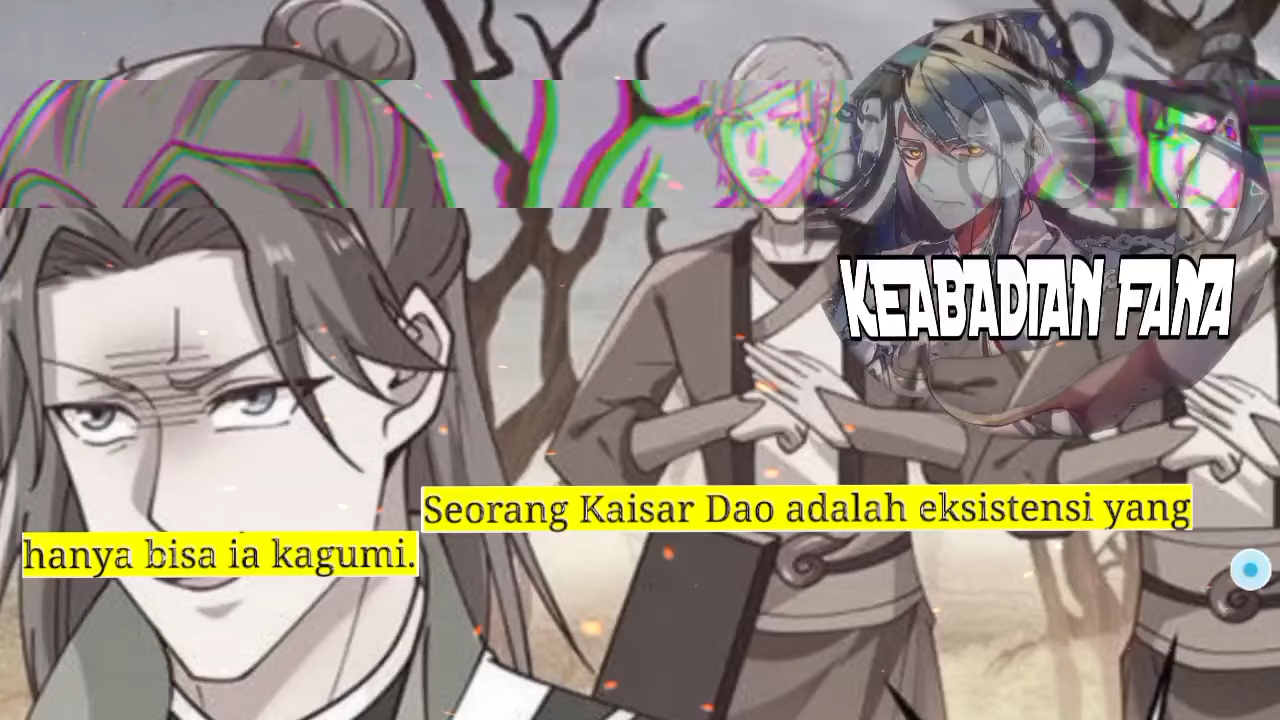 KEABADIAN FANA
Seorang Kaisar Dao adalah eksistensi yang
hanya bisa ia kagumi.